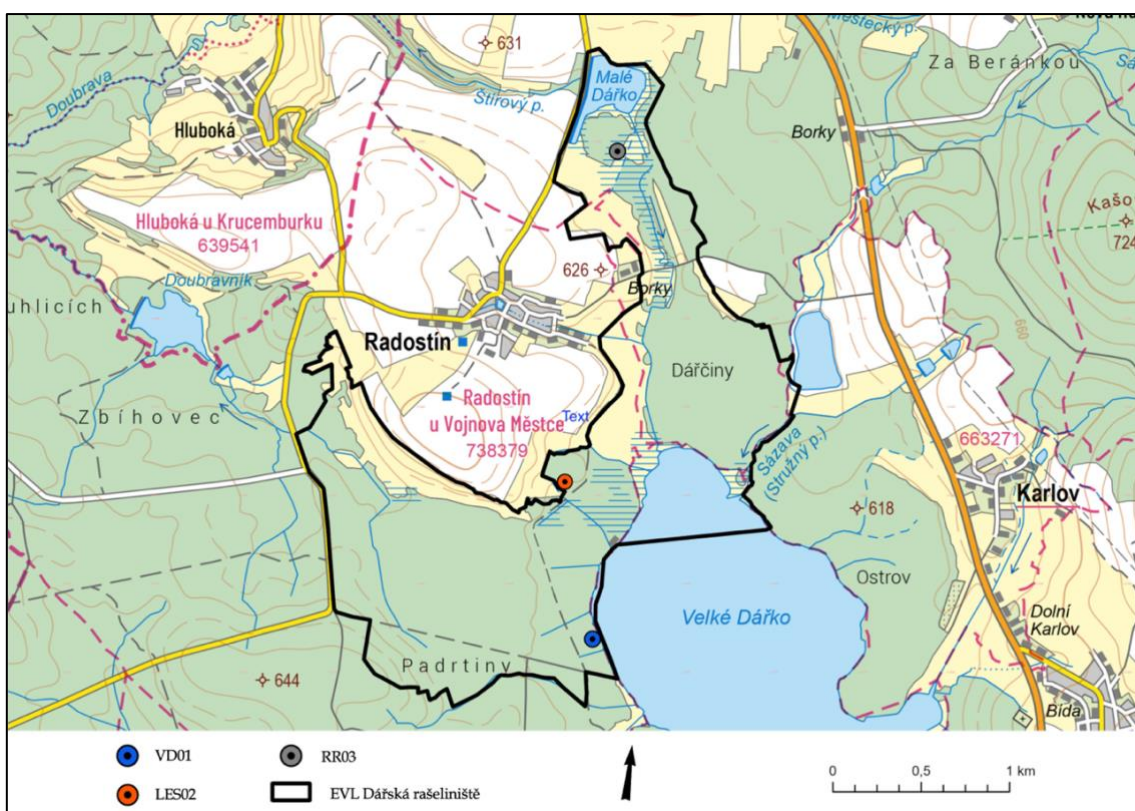 631
Městecký p.
Za Beránkou
Malé
Dářko
Doubrava
Štírový p.
Hluboká
Borky
Kašo
724
Hluboká u Krucemburku
639541
626
Borky
Doubravník
uhlicích
Radostín
Dářčiny
660
Zbíhovec
Radostín
u Vojnova Městce
Text
738379
Sázava
(Stružný p.)
663271
Karlov
618
Ostrov
Velké Dářko
Dolní
Karlov
Padrtiny
644
Bída
VD01
RR03
LES02
EVL Dářská rašeliniště
0
0,5
1 km